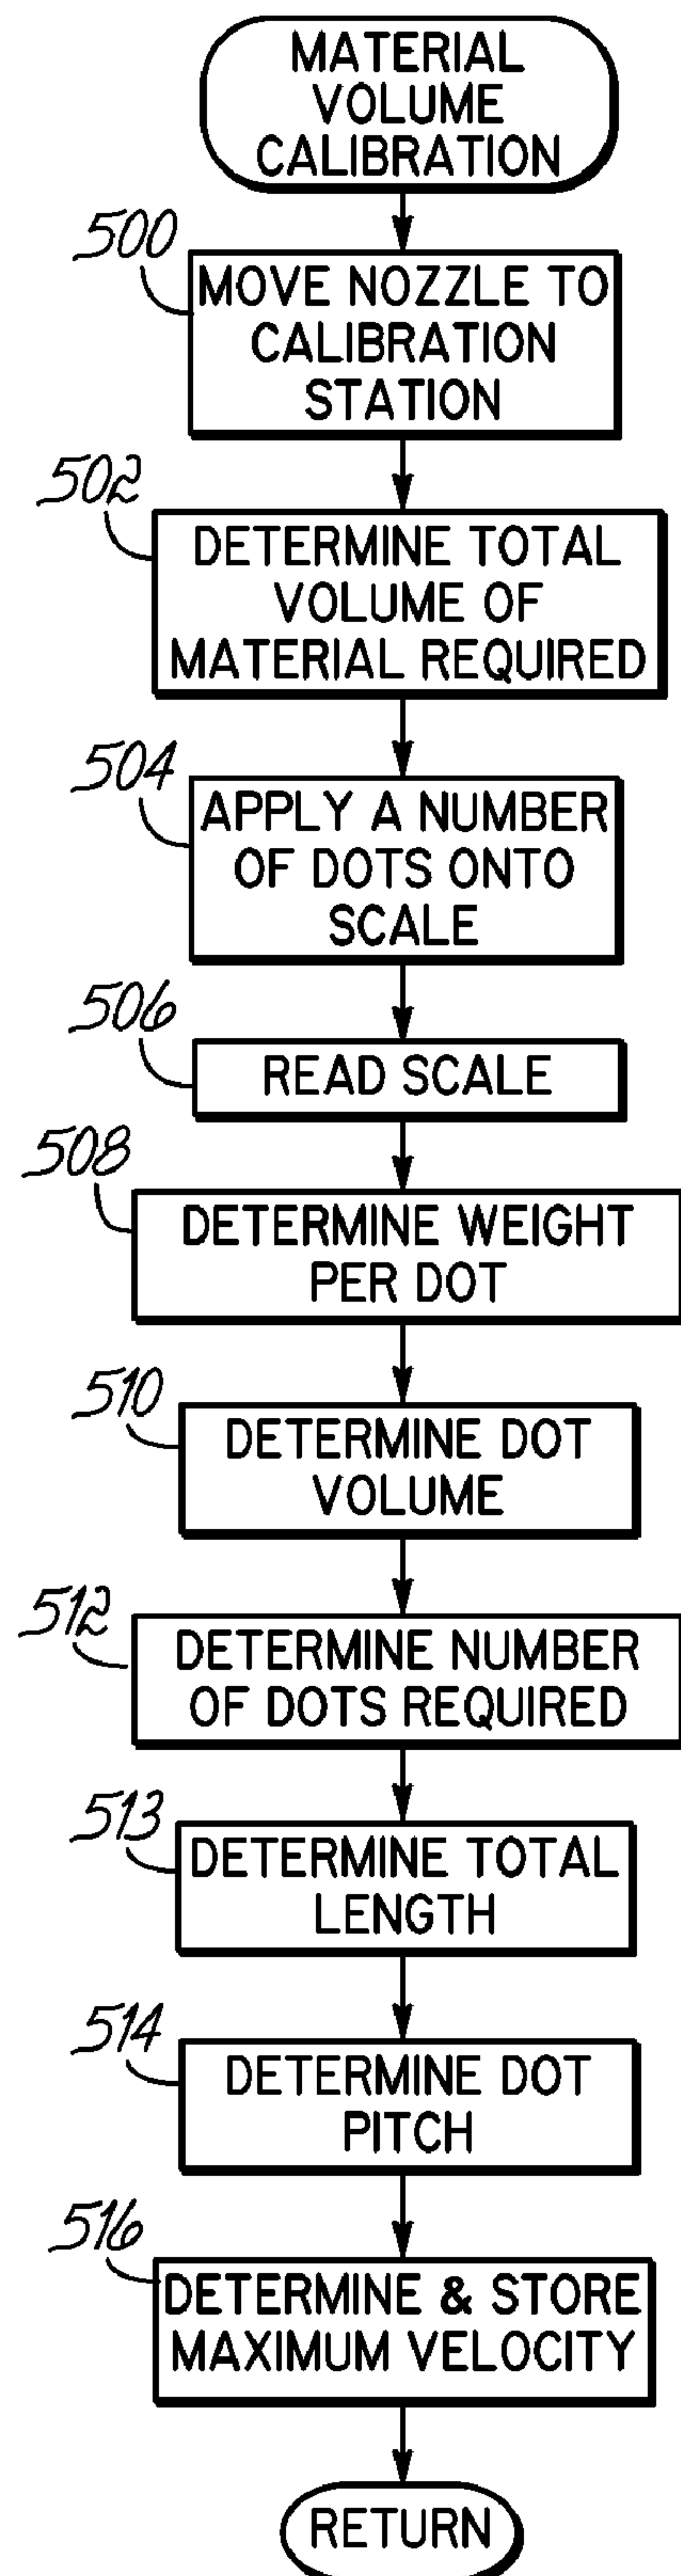 MATERIAL
VOLUME
CALIBRATION
500
MOVE NOZZLE TO
CALIBRATION
STATION
502
DETERMINE TOTAL
VOLUME OF
MATERIAL REQUIRED
504
APPLY A NUMBER
OF DOTS ONTO
SCALE
506
READ SCALE
508
DETERMINE WEIGHT
PER DOT
510
DETERMINE DOT
VOLUME
512
DETERMINE NUMBER
OF DOTS REQUIRED
513
DETERMINE TOTAL
LENGTH
514
DETERMINE DOT
PITCH
516
DETERMINE & STORE
MAXIMUM VELOCITY
RETURN